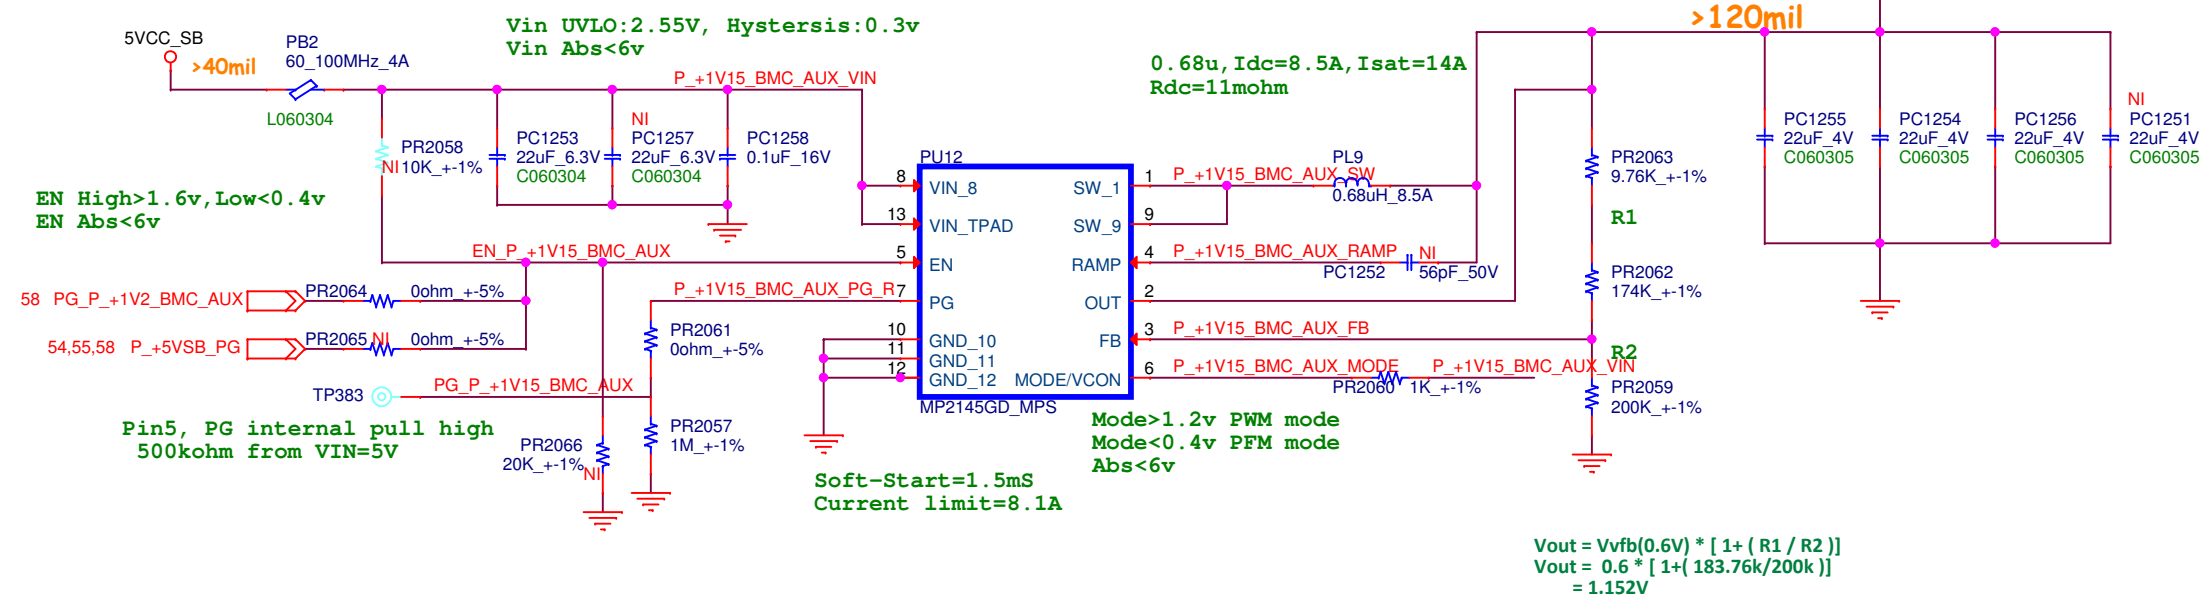 Vin UVLO:2.55V, Hystersis:0.3v
Vin Abs<6v
5VCC_SB
>40mil
PB2
60_100MHz_4A
L060304
P_+1V15_BMC_AUX_VIN
0.68u,Idc=8.5A,Isat=14A
Rdc=11mohm
>120mil
NI
PR2058
10K_+-1%
PC1253
22uF_6.3V
C060304
NI
PC1257
22uF_6.3V
C060304
PC1258
0.1uF_16V
EN High>1.6v,Low<0.4v
EN Abs<6v
PU12
8
VIN_8
13
VIN_TPAD
5
EN
7
PG
10
GND_10
11
GND_11
12
GND_12
SW_1
1
SW_9
9
RAMP
4
OUT
2
FB
3
MODE/VCON
6
MP2145GD_MPS
P_+1V15_BMC_AUX_SW
PL9
0.68uH_8.5A
P_+1V15_BMC_AUX_RAMP
PC1252
NI
56pF_50V
P_+1V15_BMC_AUX_FB
P_+1V15_BMC_AUX_MODE
PR2060
1K_+-1%
P_+1V15_BMC_AUX_VIN
PR2063
9.76K_+-1%
R1
PR2062
174K_+-1%
R2
PR2059
200K_+-1%
PC1255
22uF_4V
C060305
PC1254
22uF_4V
C060305
PC1256
22uF_4V
C060305
NI
PC1251
22uF_4V
C060305
EN_P_+1V15_BMC_AUX
58 PG_P_+1V2_BMC_AUX
PR2064
0ohm_+-5%
54,55,58 P_+5VSB_PG
PR2065
NI
0ohm_+-5%
P_+1V15_BMC_AUX_PG_R
PR2061
0ohm_+-5%
TP383
PG_P_+1V15_BMC_AUX
Pin5, PG internal pull high
500kohm from VIN=5V
PR2066
20K_+-1%
NI
PR2057
1M_+-1%
Mode>1.2v PWM mode
Mode<0.4v PFM mode
Abs<6v
Soft-Start=1.5mS
Current limit=8.1A
Vout = Vvfb(0.6V) * [ 1+ ( R1 / R2 )]
Vout = 0.6 * [ 1+( 183.76k/200k )]
= 1.152V